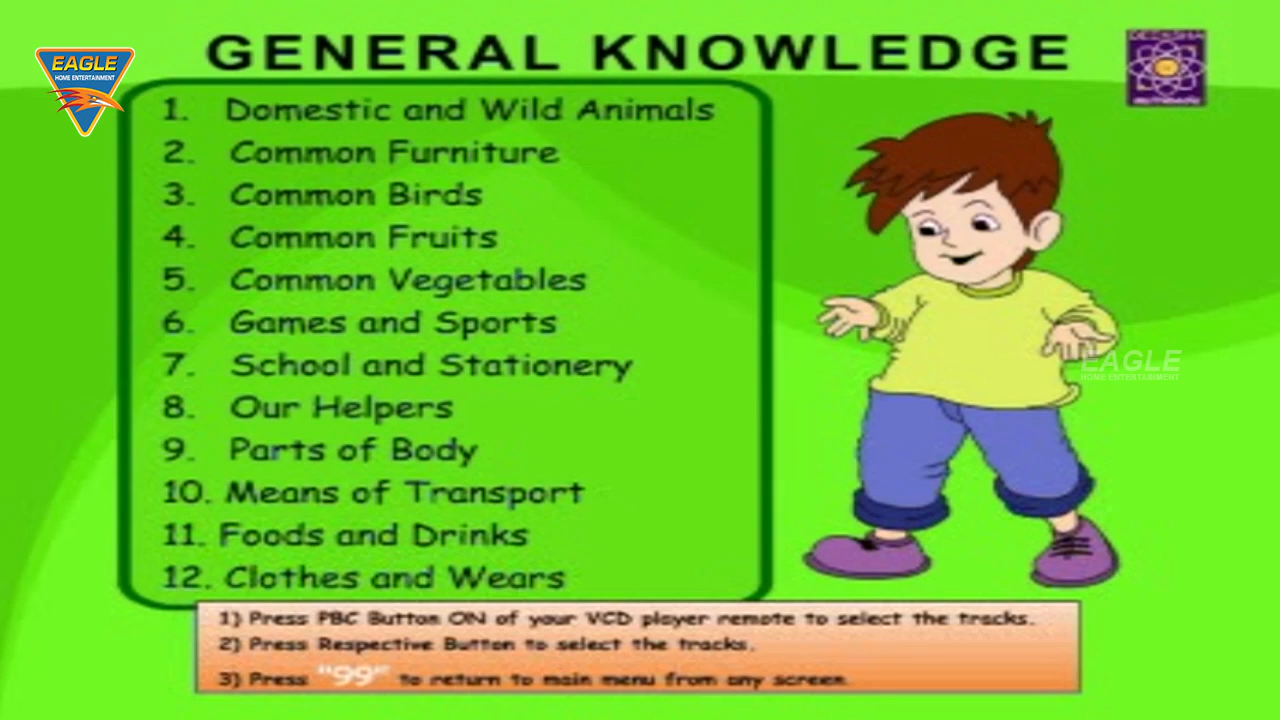 GENERAL KNOWLEDGE
EAGLE
HOME ENTERTAINMENT
DEEKSHA
1. Domestic and Wild Animals
2. Common Furniture
3. Common Birds
4. Common Fruits
5. Common Vegetables
6. Games and Sports
7. School and Stationery
8. Our Helpers
9. Parts of Body
10. Means of Transport
11. Foods and Drinks
12. Clothes and Wears
EAGLE
HOME ENTERTAINMENT
1) Press PBC Button ON of your VCD player remote to select the tracks.
2) Press Respective Button to select the tracks.
3) Press "99" to return to main menu from any screen.